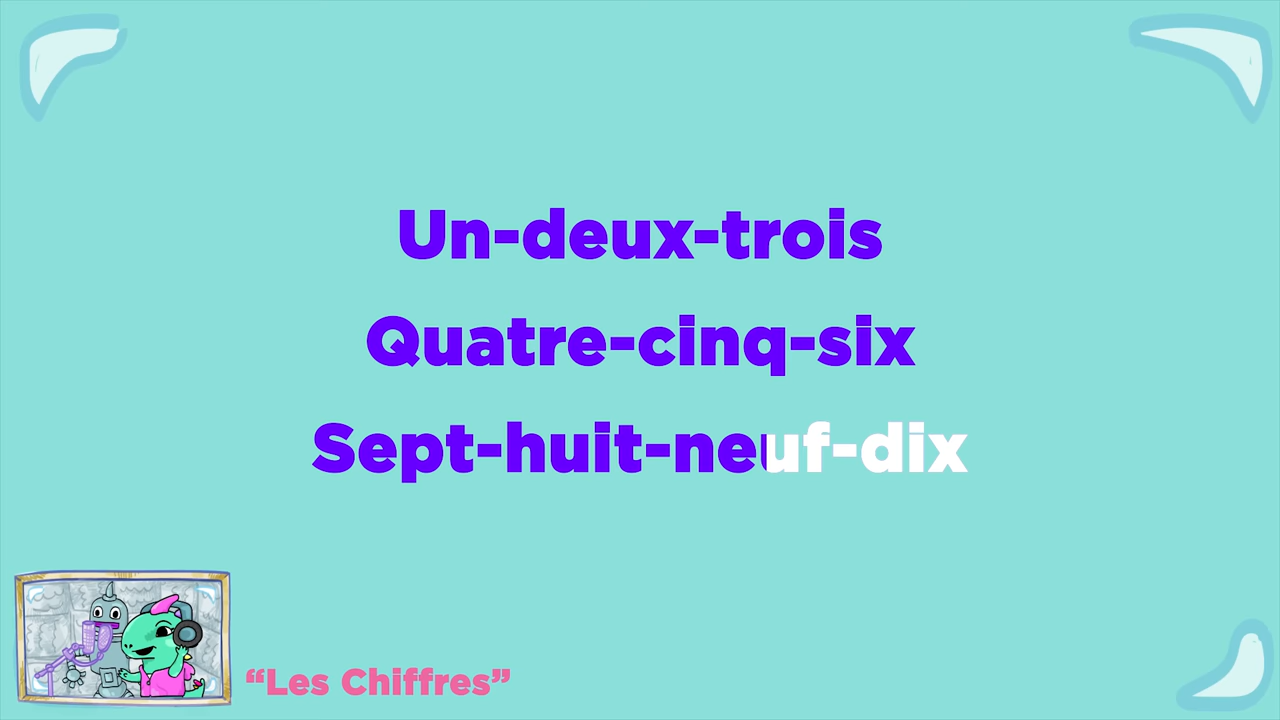 Un-deux-trois
Quatre-cinq-six
Sept-huit-neuf-dix
“Les Chiffres”